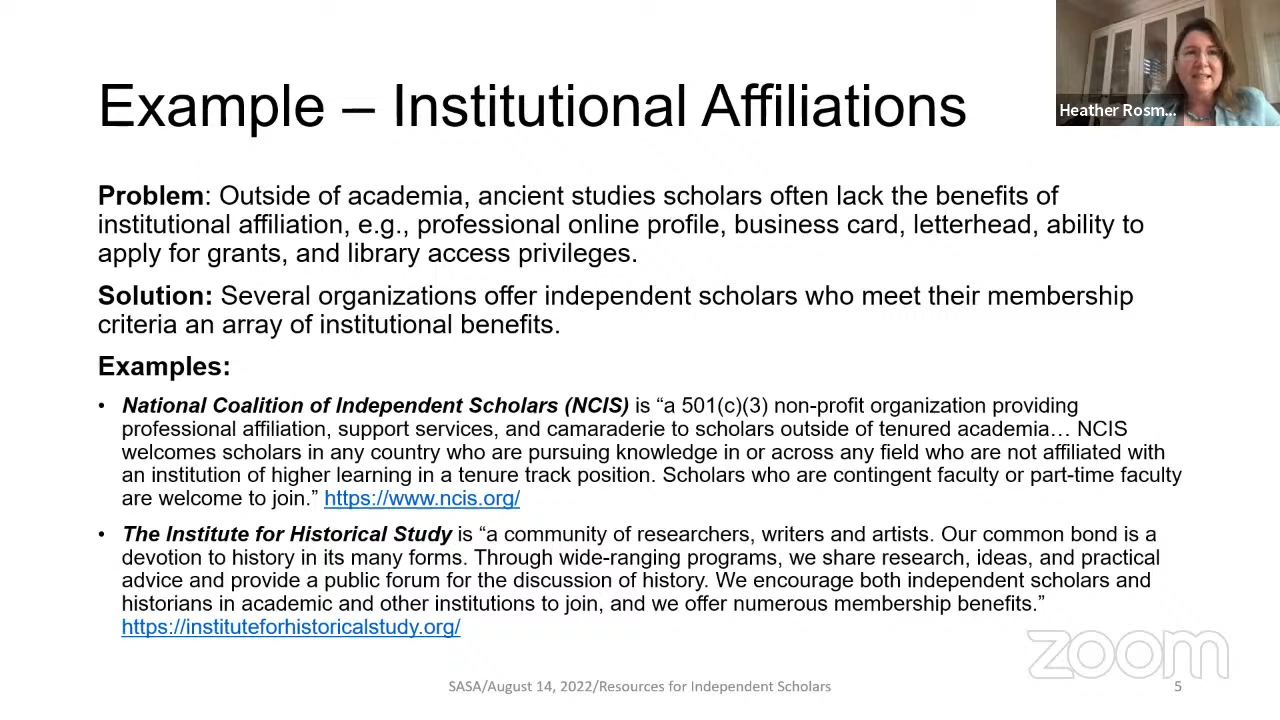 Example – Institutional Affiliations
Heather Rosm...
Problem: Outside of academia, ancient studies scholars often lack the benefits of
institutional affiliation, e.g., professional online profile, business card, letterhead, ability to
apply for grants, and library access privileges.
Solution: Several organizations offer independent scholars who meet their membership
criteria an array of institutional benefits.
Examples:
• National Coalition of Independent Scholars (NCIS) is “a 501(c)(3) non-profit organization providing
professional affiliation, support services, and camaraderie to scholars outside of tenured academia… NCIS
welcomes scholars in any country who are pursuing knowledge in or across any field who are not affiliated with
an institution of higher learning in a tenure track position. Scholars who are contingent faculty or part-time faculty
are welcome to join.” https://www.ncis.org/
• The Institute for Historical Study is “a community of researchers, writers and artists. Our common bond is a
devotion to history in its many forms. Through wide-ranging programs, we share research, ideas, and practical
advice and provide a public forum for the discussion of history. We encourage both independent scholars and
historians in academic and other institutions to join, and we offer numerous membership benefits.”
https://instituteforhistoricalstudy.org/
zoom
SASA/August 14, 2022/Resources for Independent Scholars
5